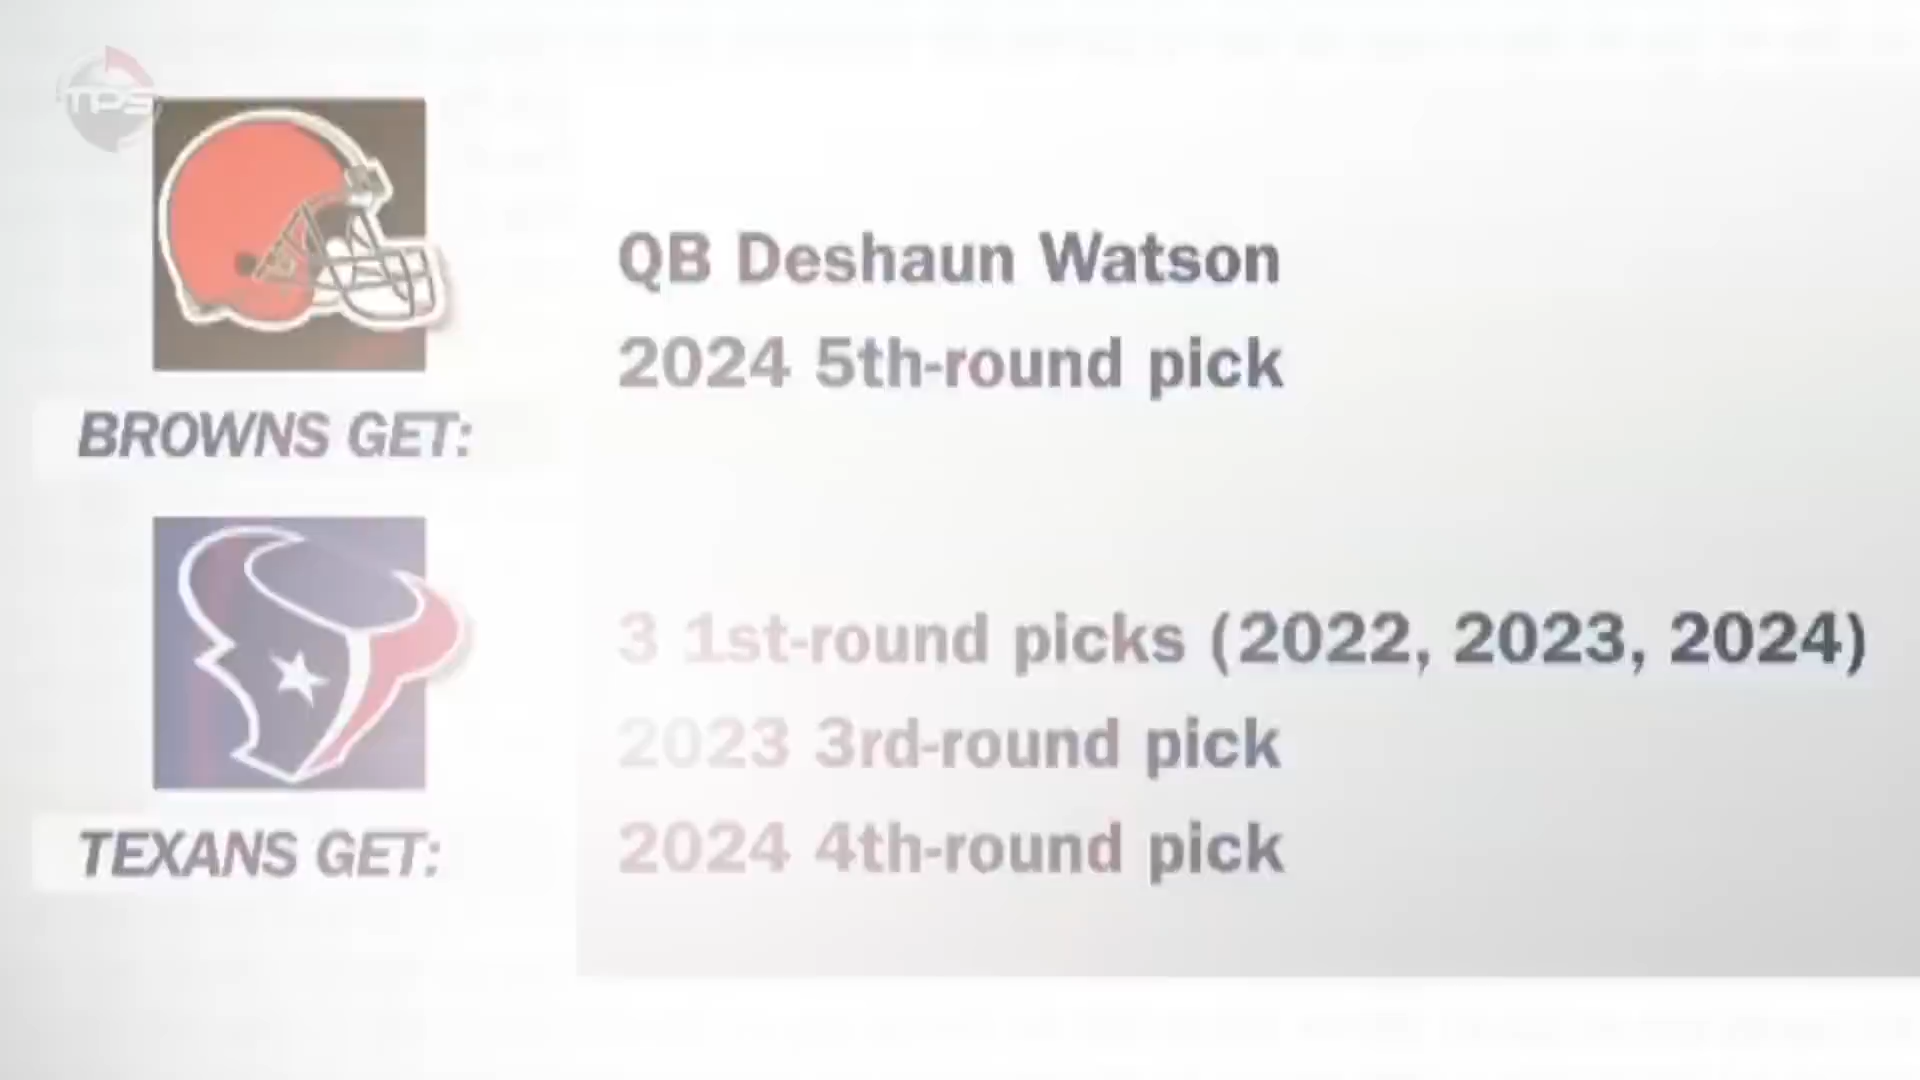 TPS
QB Deshaun Watson
2024 5th-round pick
BROWNS GET:
3 1st-round picks (2022, 2023, 2024)
2023 3rd-round pick
2024 4th-round pick
TEXANS GET: